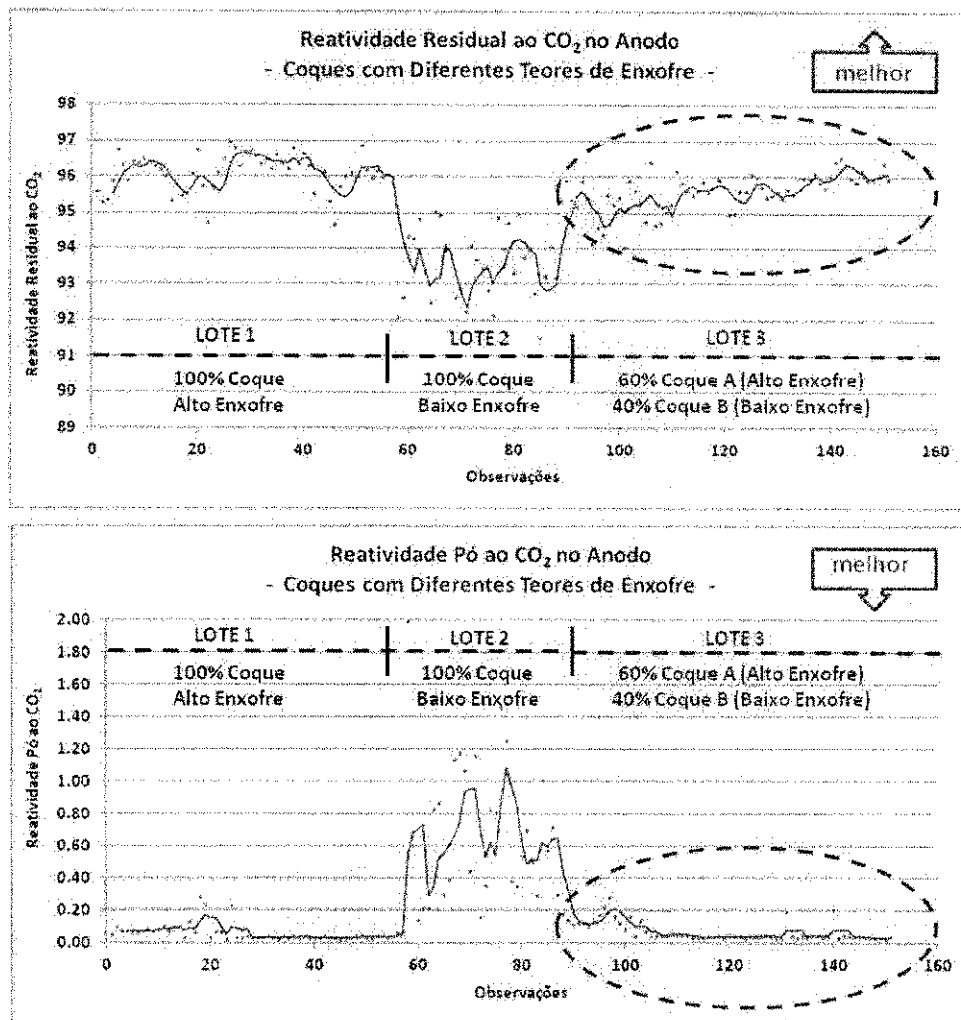 Reatividade Residual ao CO₂ no Anodo
- Coques com Diferentes Teores de Enxofre -
melhor
Reatividade Residual ao CO₂
98
97
96
95
94
93
92
91
90
89
LOTE 1
LOTE 2
LOTE 3
100% Coque
Alto Enxofre
100% Coque
Baixo Enxofre
60% Coque A (Alto Enxofre)
40% Coque B (Baixo Enxofre)
0 20 40 60 80 100 120 140 160
Observações
Reatividade Pó ao CO₂ no Anodo
- Coques com Diferentes Teores de Enxofre -
melhor
Reatividade Pó ao CO₂
2.00
1.80
1.60
1.40
1.20
1.00
0.80
0.60
0.40
0.20
0.00
LOTE 1
LOTE 2
LOTE 3
100% Coque
Alto Enxofre
100% Coque
Baixo Enxofre
60% Coque A (Alto Enxofre)
40% Coque B (Baixo Enxofre)
0 20 40 60 80 100 120 140 160
Observações